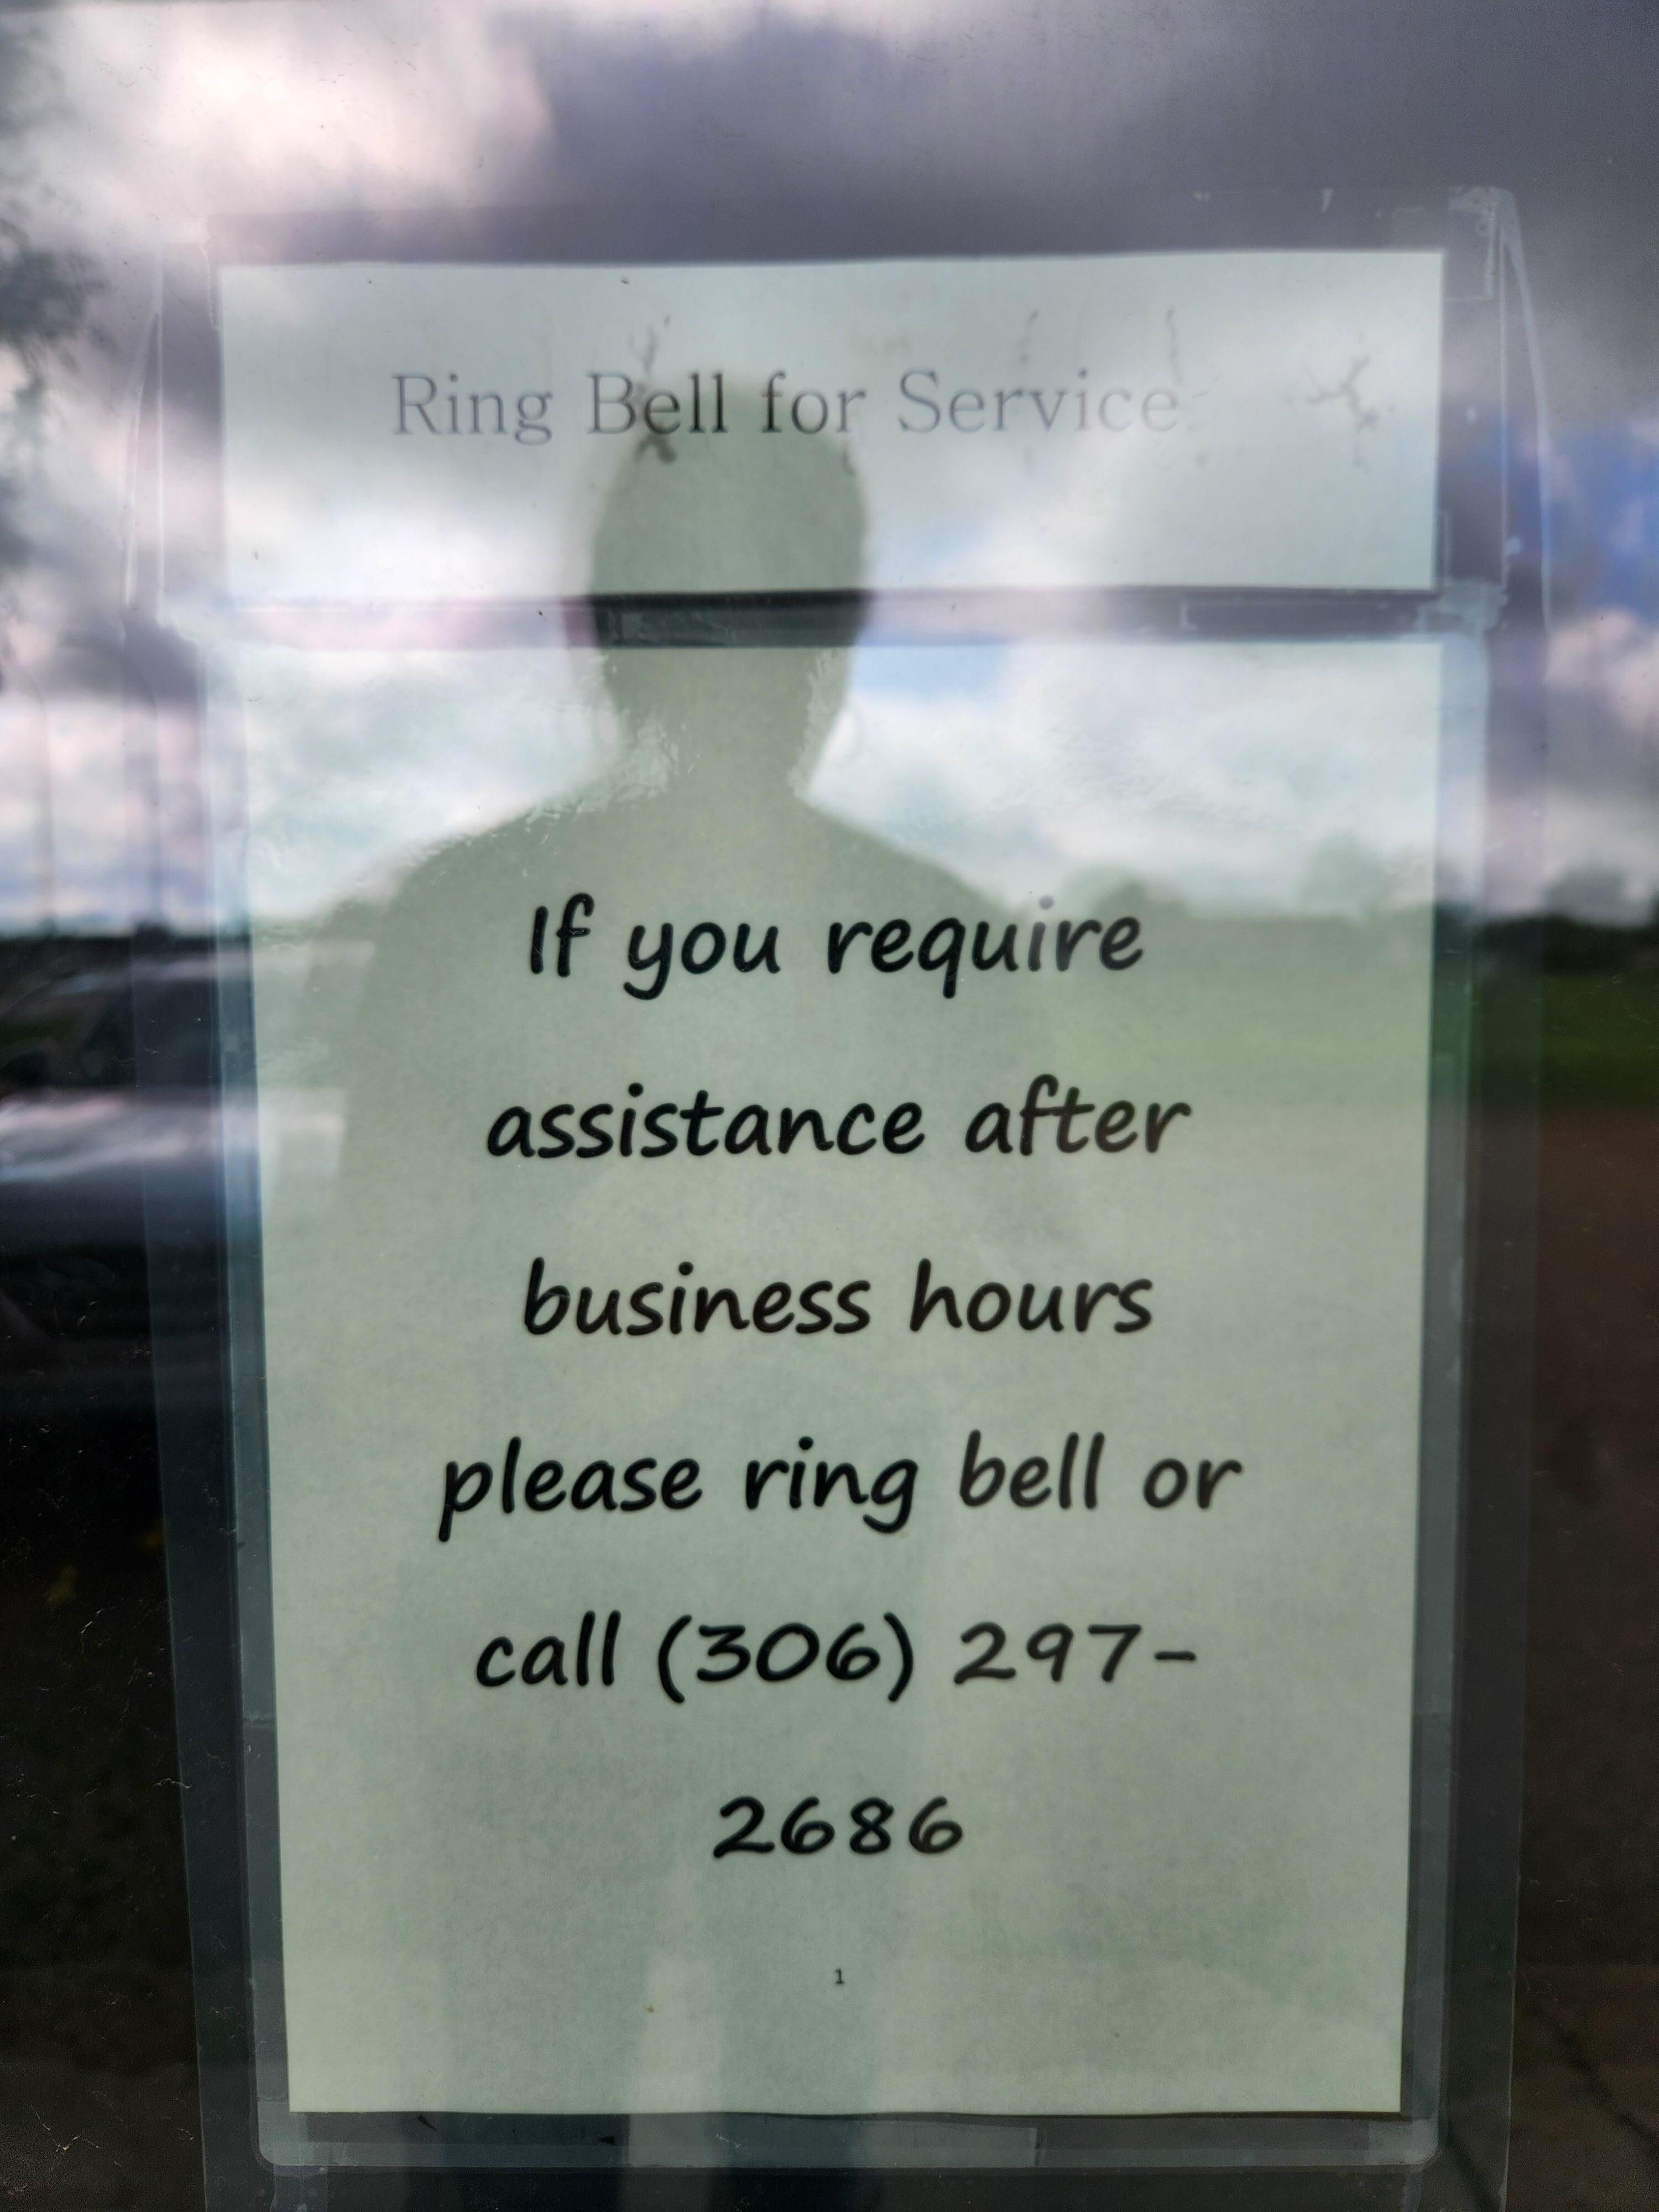 Ring Bell for Service
If you require
assistance after
business hours
please ring bell or
call (306) 297-
2686
1